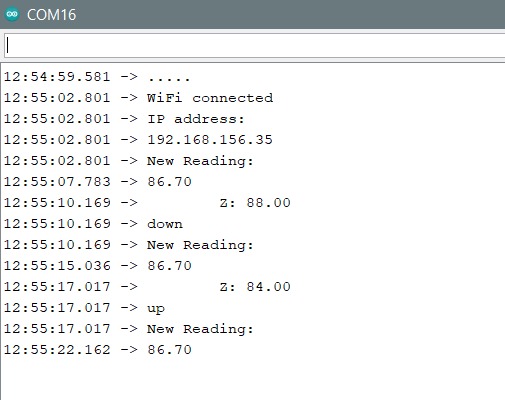 COM16
12:54:59.581 -> .....
12:55:02.801 -> WiFi connected
12:55:02.801 -> IP address:
12:55:02.801 -> 192.168.156.35
12:55:02.801 -> New Reading:
12:55:07.783 -> 86.70
12:55:10.169 ->         Z: 88.00
12:55:10.169 -> down
12:55:10.169 -> New Reading:
12:55:15.036 -> 86.70
12:55:17.017 ->         Z: 84.00
12:55:17.017 -> up
12:55:17.017 -> New Reading:
12:55:22.162 -> 86.70